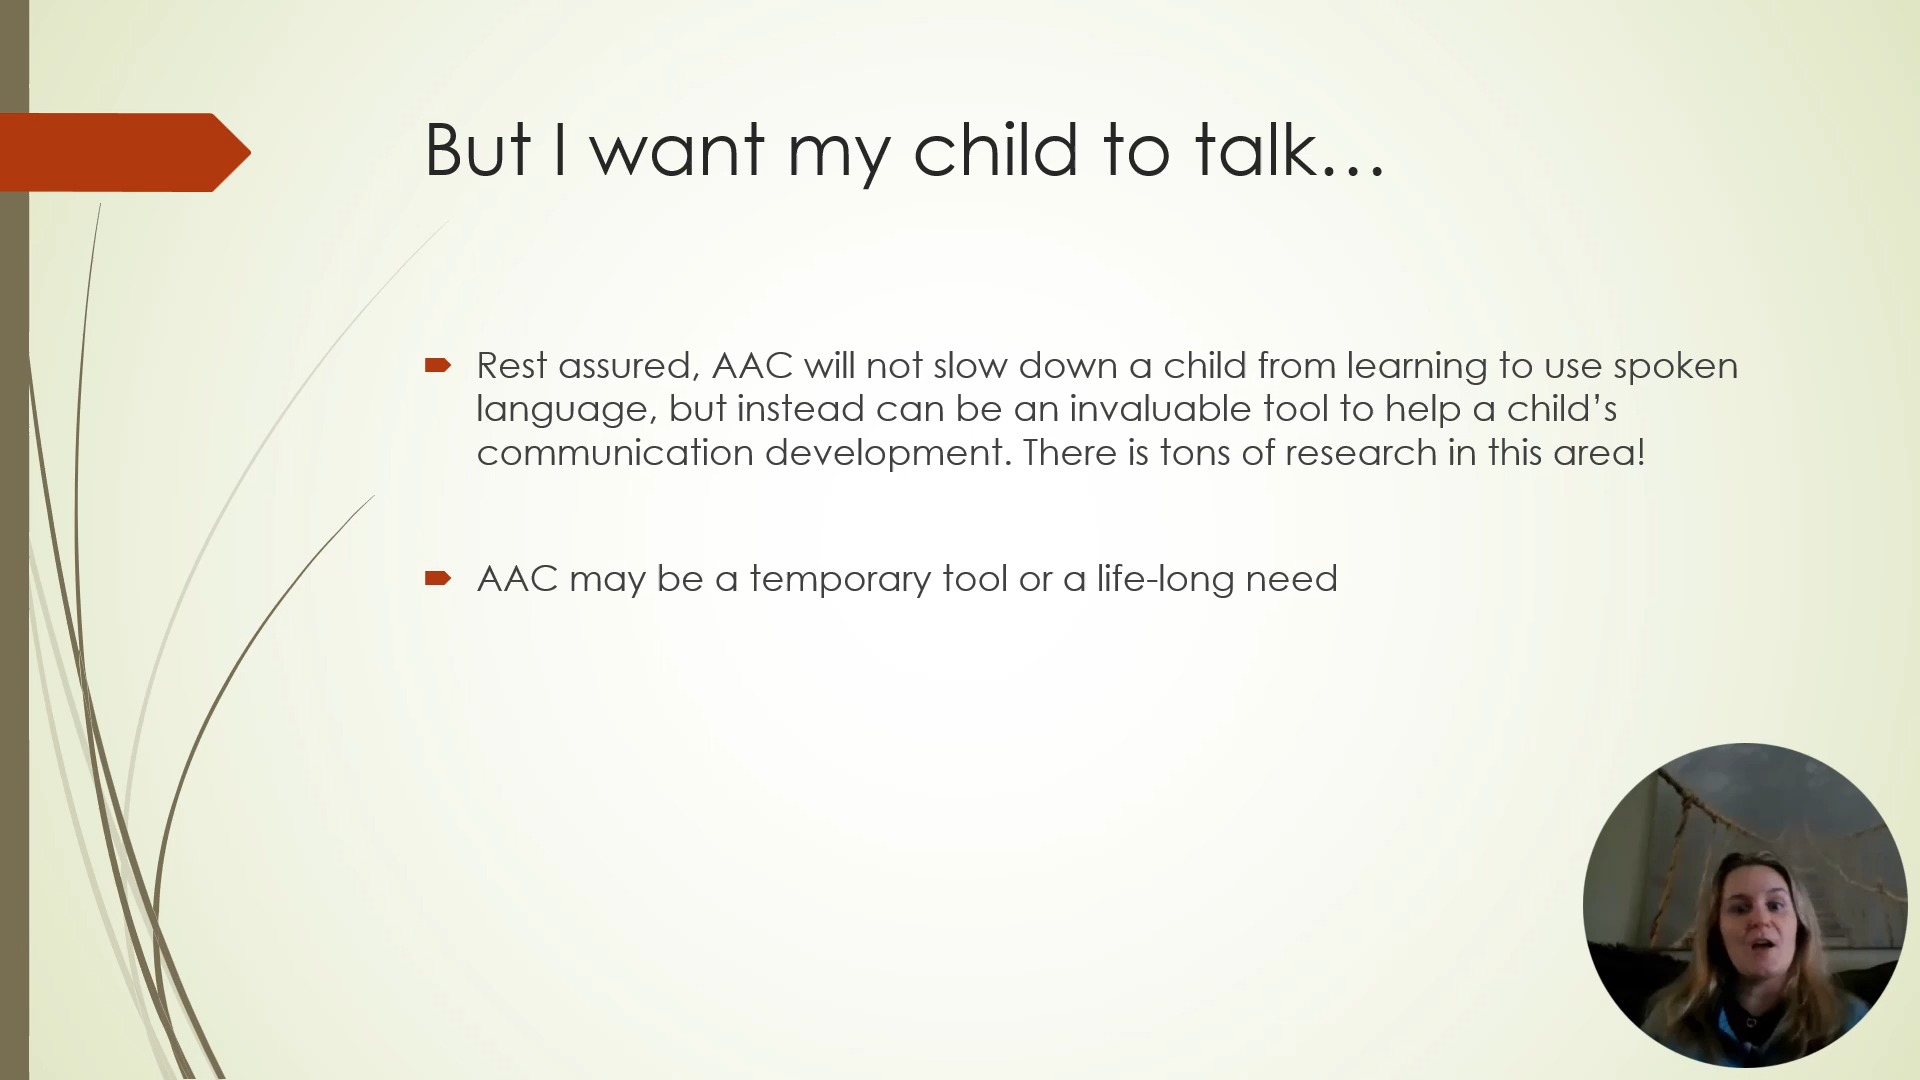 But I want my child to talk…
Rest assured, AAC will not slow down a child from learning to use spoken
language, but instead can be an invaluable tool to help a child’s
communication development. There is tons of research in this area!
AAC may be a temporary tool or a life-long need